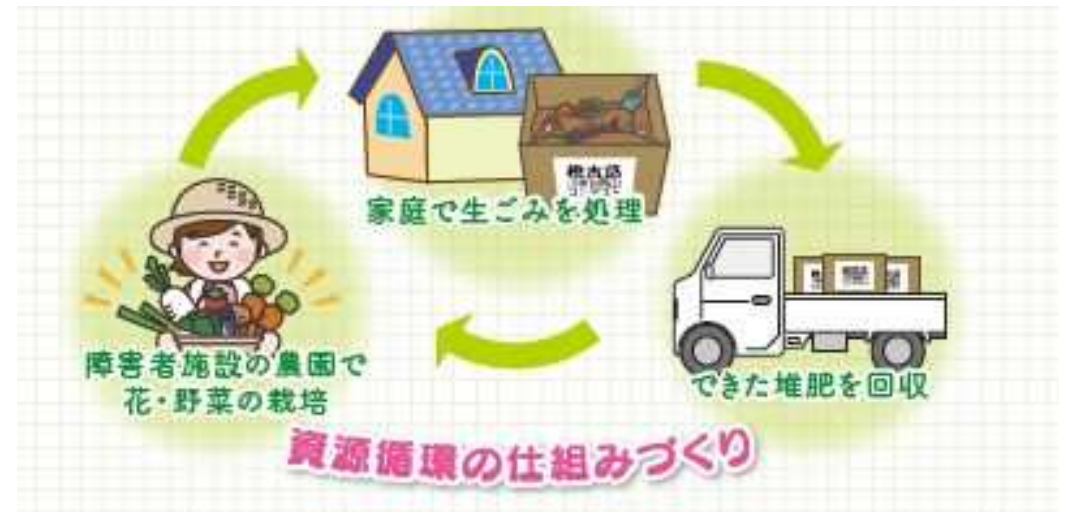 家庭で生ごみを処理
できた堆肥を回収
障害者施設の農園で
花・野菜の栽培
資源循環の仕組みづくり